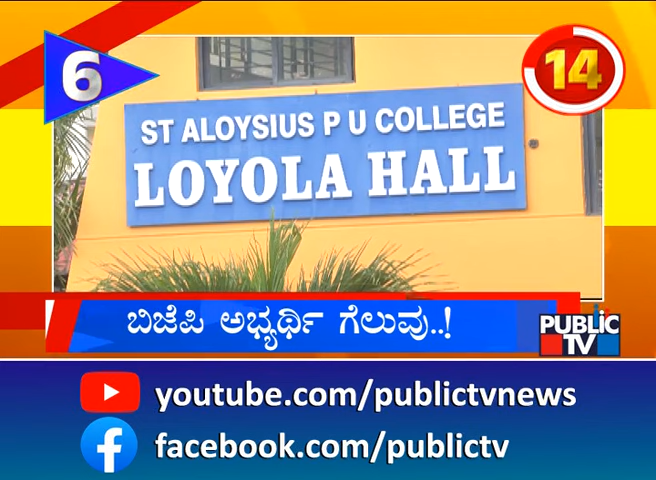 6
14
ST ALOYSIUS P U COLLEGE
LOYOLA HALL
ಬಿಜೆಪಿ ಅಭ್ಯರ್ಥಿ ಗೆಲುವು..!
PUBLiC
TV
youtube.com/publictvnews
facebook.com/publictv